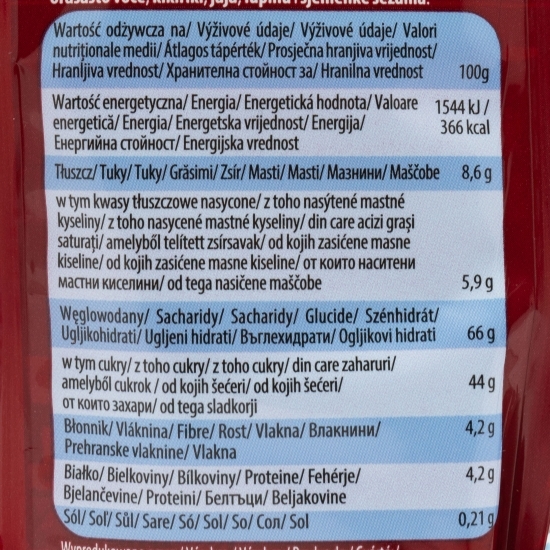 orašasto voće, kikiriki, jaja, lupinu i sjemenke sezama.
Wartość odżywcza na/ Výživové údaje/ Výživové údaje/ Valori
nutriționale medii/ Átlagos tápérték/ Prosječna hranjiva vrijednost/
Hranljiva vrednost/ Хранителна стойност за/ Hranilna vrednost 100g
Wartość energetyczna/ Energia/ Energetická hodnota/ Valoare 1544 kJ /
energetică/ Energia/ Energetska vrijednost/ Energija/ 366 kcal
Енергийна стойност/ Energijska vrednost
Tłuszcz/ Tuky/ Tuky/ Grăsimi/ Zsír/ Masti/ Masti/ Мазнини/ Maščobe 8,6 g
w tym kwasy tłuszczowe nasycone/ z toho nasýtené mastné
kyseliny/ z toho nasycené mastné kyseliny/ din care acizi grași
saturați/ amelyből telített zsírsavak/ od kojih zasićene masne
kiseline/ od kojih zasićene masne kiseline/ от които наситени
мастни киселини/ od tega nasičene maščobe 5,9 g
Węglowodany/ Sacharidy/ Sacharidy/ Glucide/ Szénhidrát/
Ugljikohidrati/ Ugljeni hidrati/ Въглехидрати/ Ogljikovi hidrati 66 g
w tym cukry/ z toho cukry/ z toho cukry/ din care zaharuri/
amelyből cukrok / od kojih šećeri/ od kojih šećeri/ 44 g
от които захари/ od tega sladkorji
Błonnik/ Vláknina/ Fibre/ Rost/ Vlakna/ Влакнини/ 4,2 g
Prehranske vlaknine/ Vlakna
Białko/ Bielkoviny/ Bílkoviny/ Proteine/ Fehérje/ 4,2 g
Bjelančevine/ Proteini/ Белтъци/ Beljakovine
Sól/ Soľ/ Sůl/ Sare/ Só/ Sol/ So/ Сол/ Sol 0,21 g